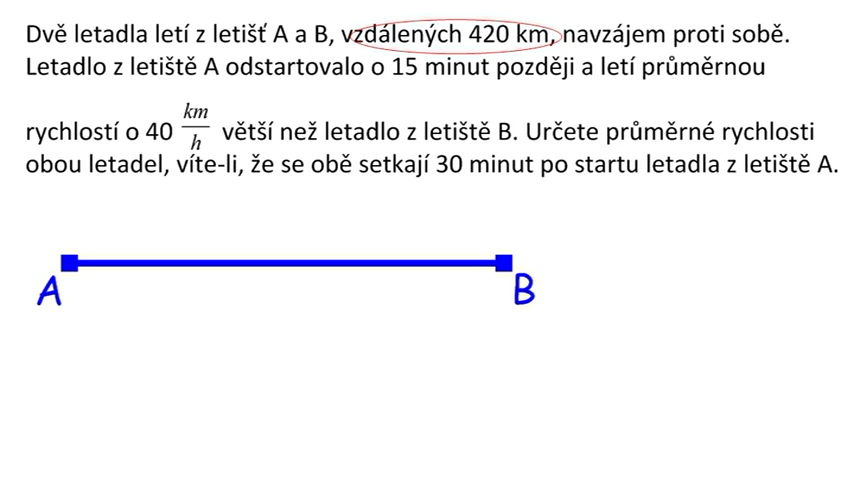 Dvě letadla letí z letišť A a B, vzdálených 420 km, navzájem proti sobě.
Letadlo z letiště A odstartovalo o 15 minut později a letí průměrnou
rychlostí o 40 km/h větší než letadlo z letiště B. Určete průměrné rychlosti
obou letadel, víte-li, že se obě setkají 30 minut po startu letadla z letiště A.
A B